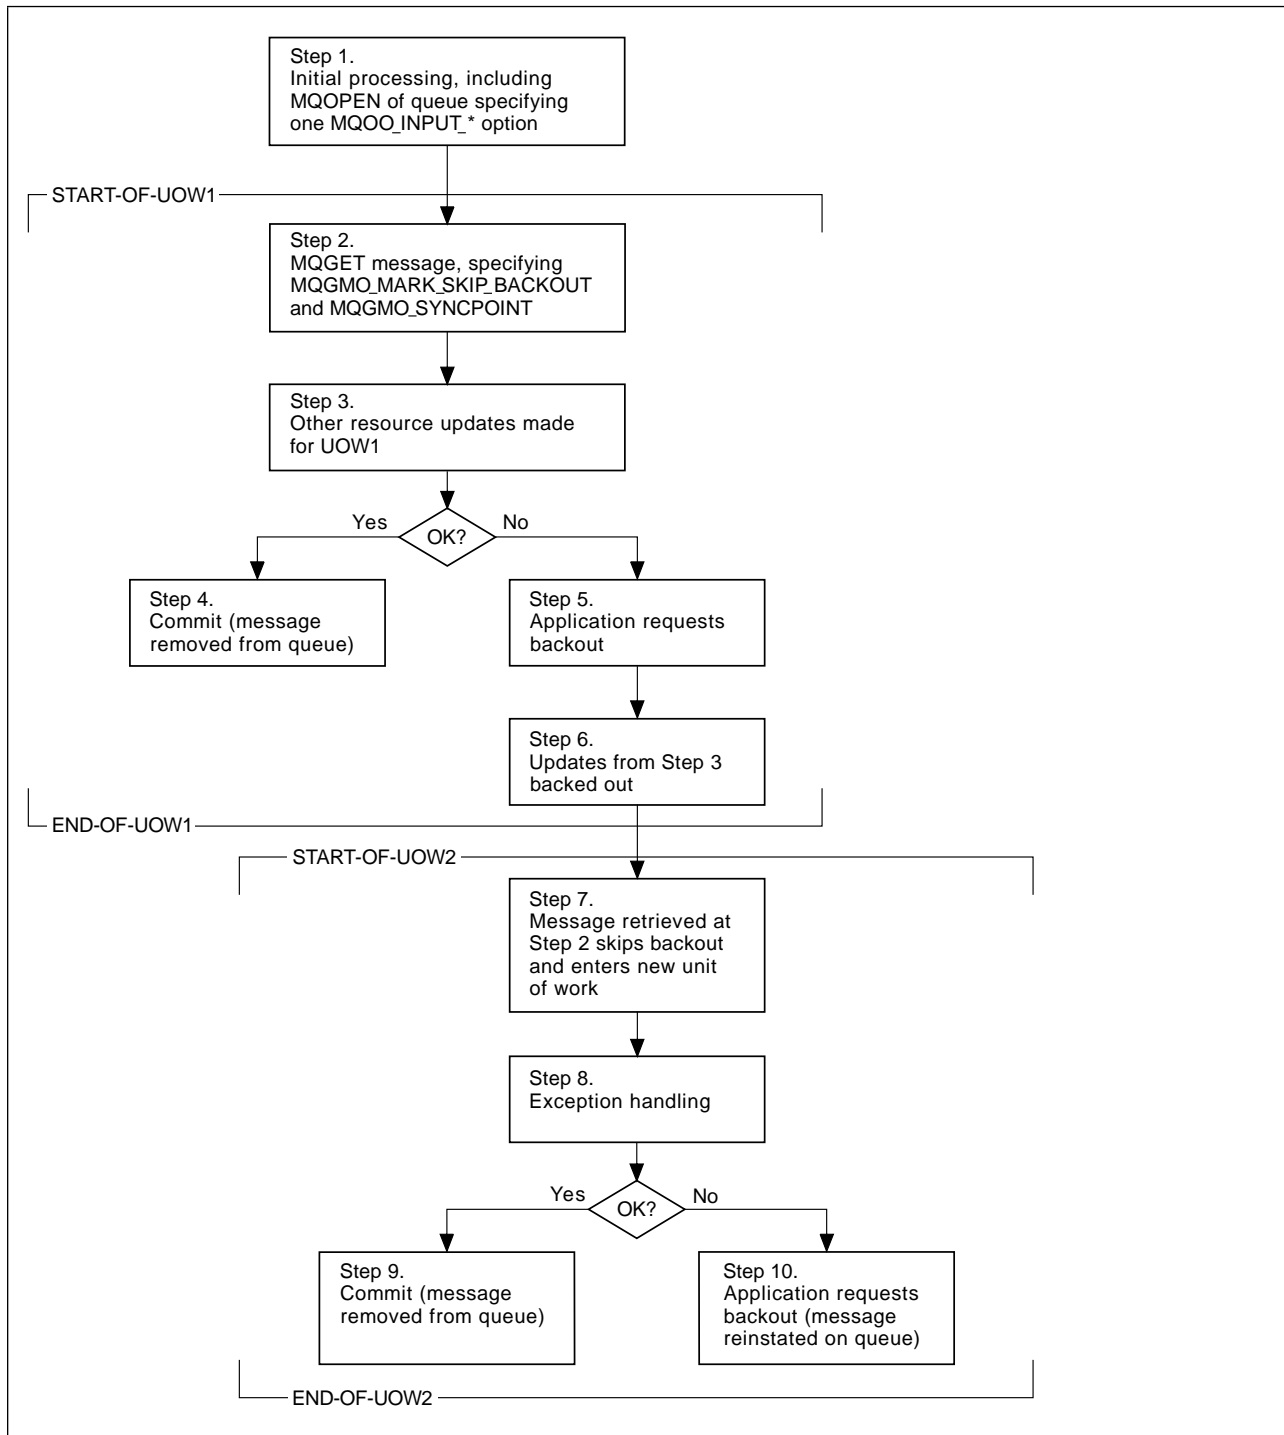 Step 1.
Initial processing, including
MQOPEN of queue specifying
one MQOO_INPUT_* option
START-OF-UOW1
Step 2.
MQGET message, specifying
MQGMO_MARK_SKIP_BACKOUT
and MQGMO_SYNCPOINT
Step 3.
Other resource updates made
for UOW1
Yes
OK?
No
Step 4.
Commit (message
removed from queue)
Step 5.
Application requests
backout
Step 6.
Updates from Step 3
backed out
END-OF-UOW1
START-OF-UOW2
Step 7.
Message retrieved at
Step 2 skips backout
and enters new unit
of work
Step 8.
Exception handling
Yes
OK?
No
Step 9.
Commit (message
removed from queue)
Step 10.
Application requests
backout (message
reinstated on queue)
END-OF-UOW2